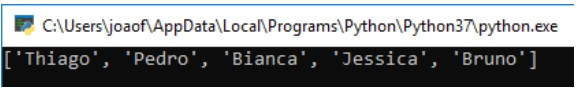 C:\Users\joaof\AppData\Local\Programs\Python\Python37\python.exe
['Thiago', 'Pedro', 'Bianca', 'Jessica', 'Bruno']